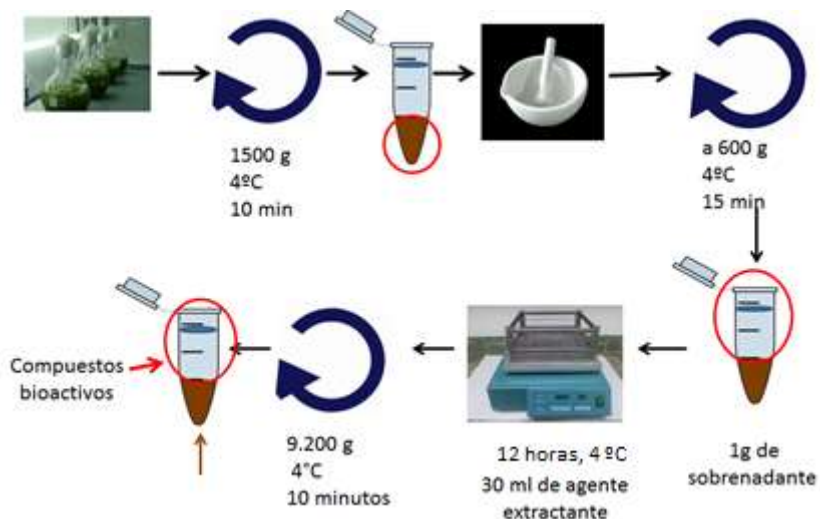 1500 g
4ºC
10 min
a 600 g
4ºC
15 min
Compuestos
bioactivos
9.200 g
4°C
10 minutos
12 horas, 4 ºC
30 ml de agente
extractante
1g de
sobrenadante